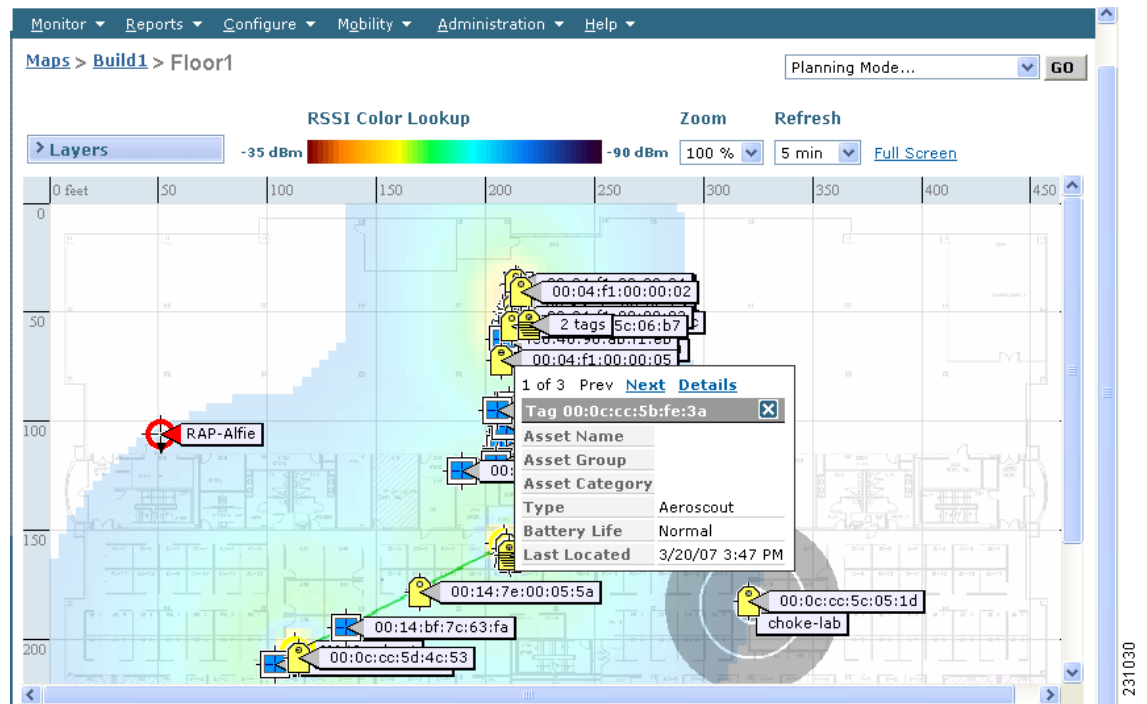 Monitor Reports Configure Mobility Administration Help
Maps > Build1 > Floor1
Planning Mode... GO
RSSI Color Lookup Zoom Refresh
Layers -35 dBm -90 dBm 100 % 5 min Full Screen
0 feet 50 100 150 200 250 300 350 400 450
0
00:04:f1:00:00:02
50
2 tags 5c:06:b7
00:04:f1:00:00:05
1 of 3 Prev Next Details
Tag 00:0c:cc:5b:fe:3a
100
RAP-Alfie
Asset Name
Asset Group
00:
Asset Category
Type Aeroscout
Battery Life Normal
150
Last Located 3/20/07 3:47 PM
00:14:7e:00:05:5a
00:0c:cc:5c:05:1d
choke-lab
00:14:bf:7c:63:fa
200
00:0c:cc:5d:4c:53
231030